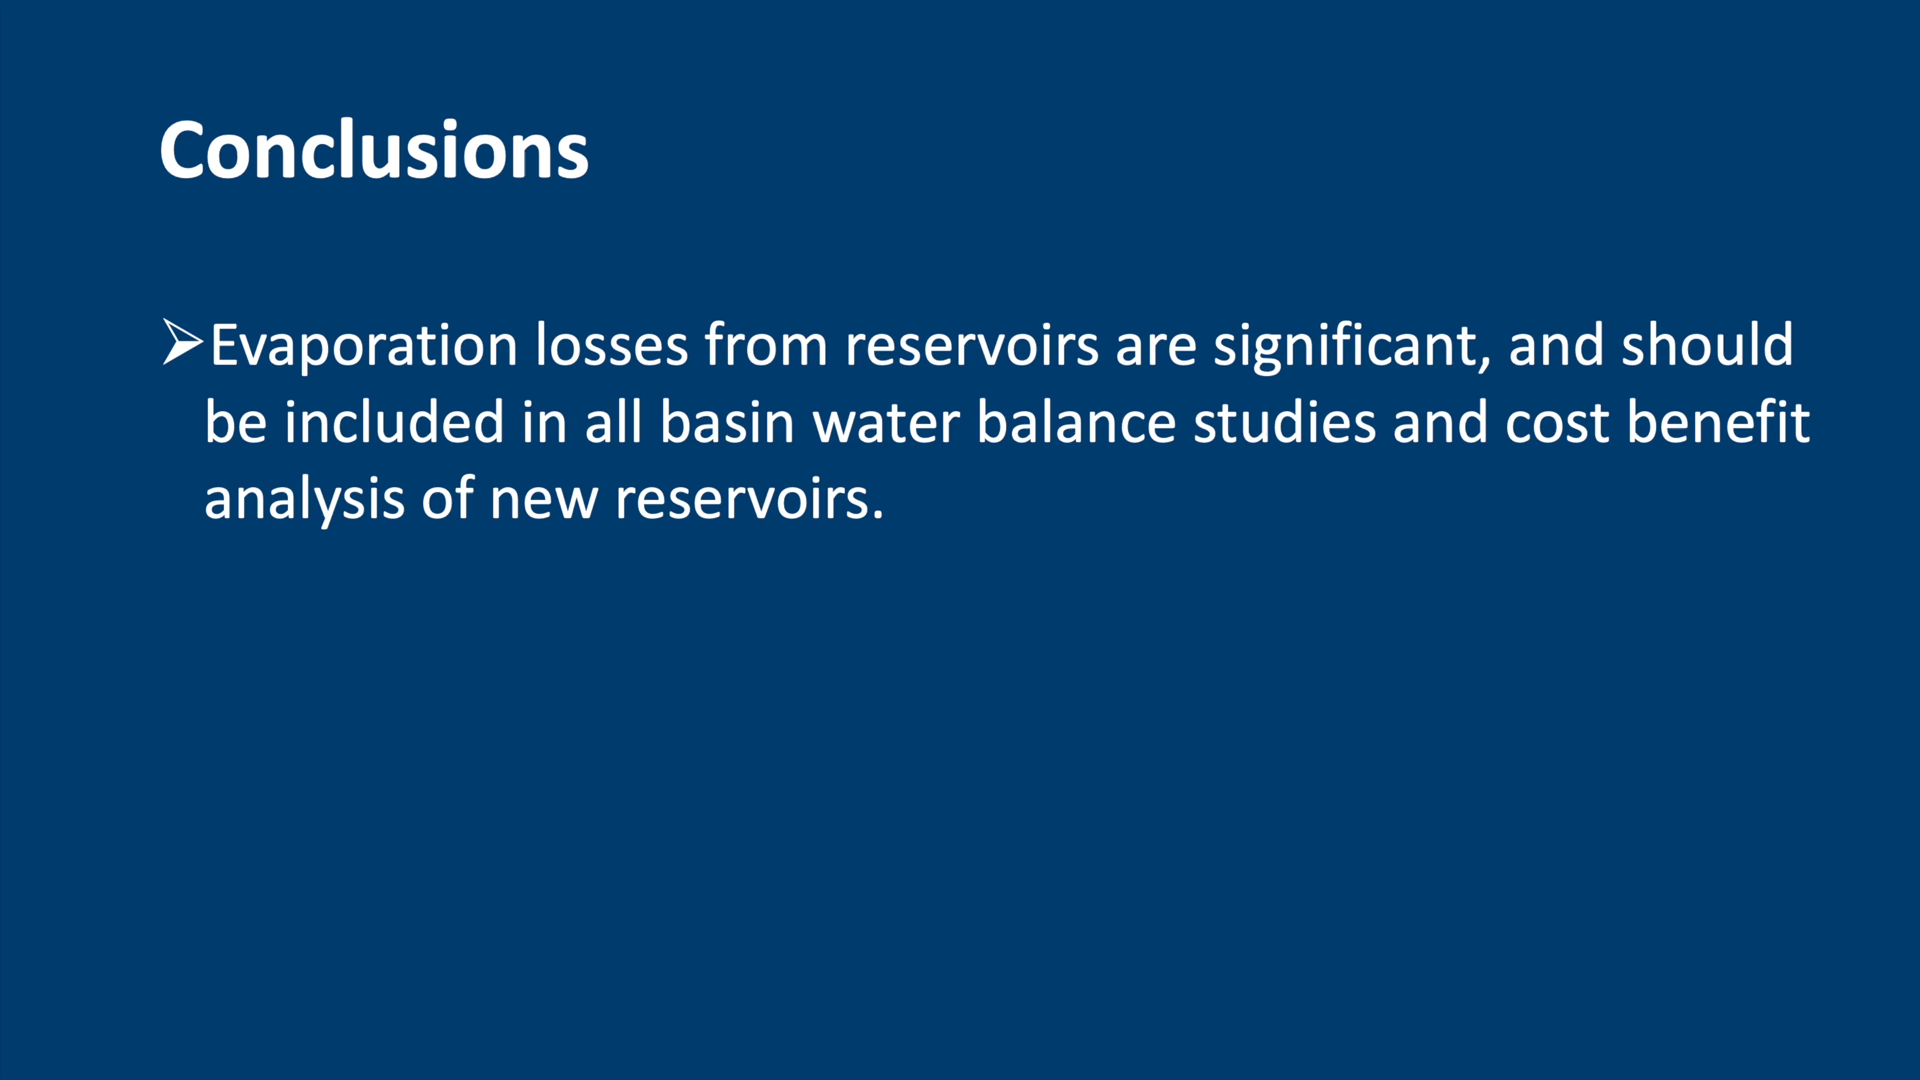 Conclusions
➢Evaporation losses from reservoirs are significant, and should
be included in all basin water balance studies and cost benefit
analysis of new reservoirs.